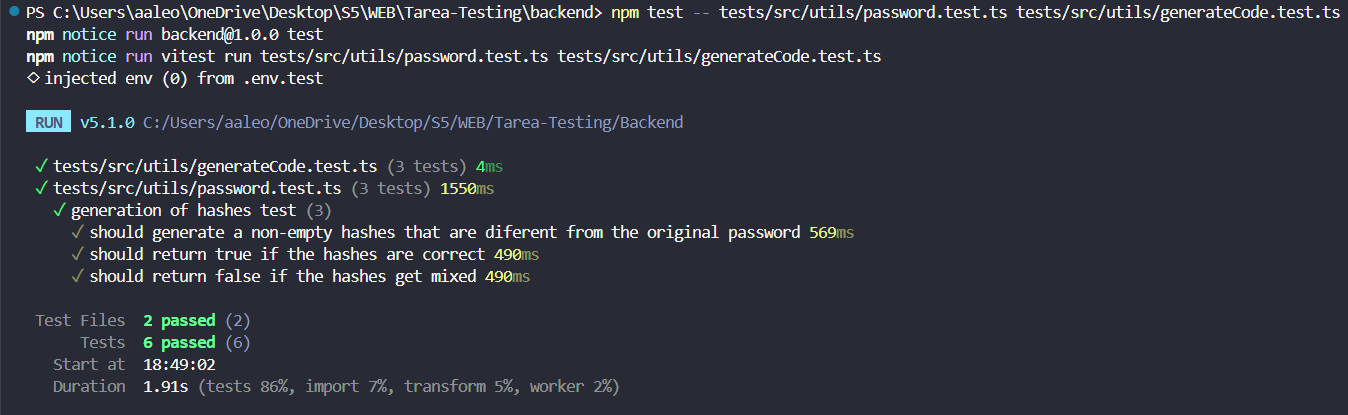 PS C:\Users\aaleo\OneDrive\Desktop\S5\WEB\Tarea-Testing\backend> npm test -- tests/src/utils/password.test.ts tests/src/utils/generateCode.test.ts
npm notice run backend@1.0.0 test
npm notice run vitest run tests/src/utils/password.test.ts tests/src/utils/generateCode.test.ts
◇ injected env (0) from .env.test
RUN v5.1.0 C:/Users/aaleo/OneDrive/Desktop/S5/WEB/Tarea-Testing/Backend
✓ tests/src/utils/generateCode.test.ts (3 tests) 4ms
✓ tests/src/utils/password.test.ts (3 tests) 1550ms
✓ generation of hashes test (3)
✓ should generate a non-empty hashes that are diferent from the original password 569ms
✓ should return true if the hashes are correct 490ms
✓ should return false if the hashes get mixed 490ms
Test Files 2 passed (2)
Tests 6 passed (6)
Start at 18:49:02
Duration 1.91s (tests 86%, import 7%, transform 5%, worker 2%)